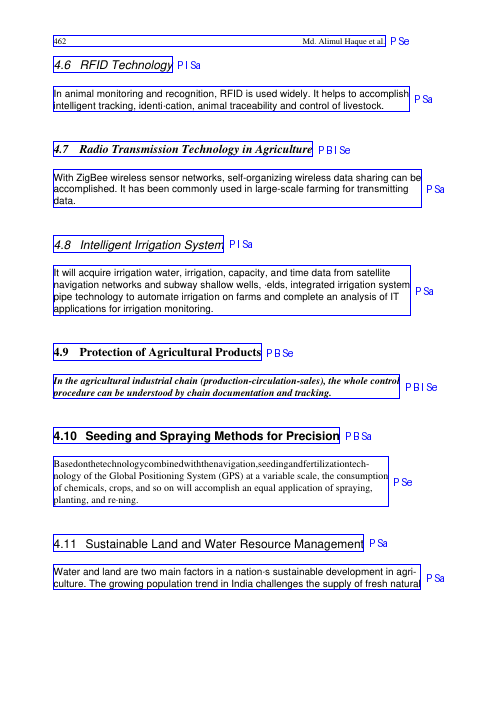 462 Md. Alimul Haque et al. P Se
4.6 RFID Technology P I Sa
In animal monitoring and recognition, RFID is used widely. It helps to accomplish
intelligent tracking, identi·cation, animal traceability and control of livestock. P Sa
4.7 Radio Transmission Technology in Agriculture P B I Se
With ZigBee wireless sensor networks, self-organizing wireless data sharing can be
accomplished. It has been commonly used in large-scale farming for transmitting P Sa
data.
4.8 Intelligent Irrigation System P I Sa
It will acquire irrigation water, irrigation, capacity, and time data from satellite
navigation networks and subway shallow wells, ·elds, integrated irrigation system
pipe technology to automate irrigation on farms and complete an analysis of IT P Sa
applications for irrigation monitoring.
4.9 Protection of Agricultural Products P B Se
In the agricultural industrial chain (production-circulation-sales), the whole control
procedure can be understood by chain documentation and tracking. P B I Se
4.10 Seeding and Spraying Methods for Precision P B Sa
Basedonthetechnologycombinedwiththenavigation,seedingandfertilizationtech-
nology of the Global Positioning System (GPS) at a variable scale, the consumption
of chemicals, crops, and so on will accomplish an equal application of spraying, P Se
planting, and re·ning.
4.11 Sustainable Land and Water Resource Management P Sa
Water and land are two main factors in a nation·s sustainable development in agri-
culture. The growing population trend in India challenges the supply of fresh natural P Sa